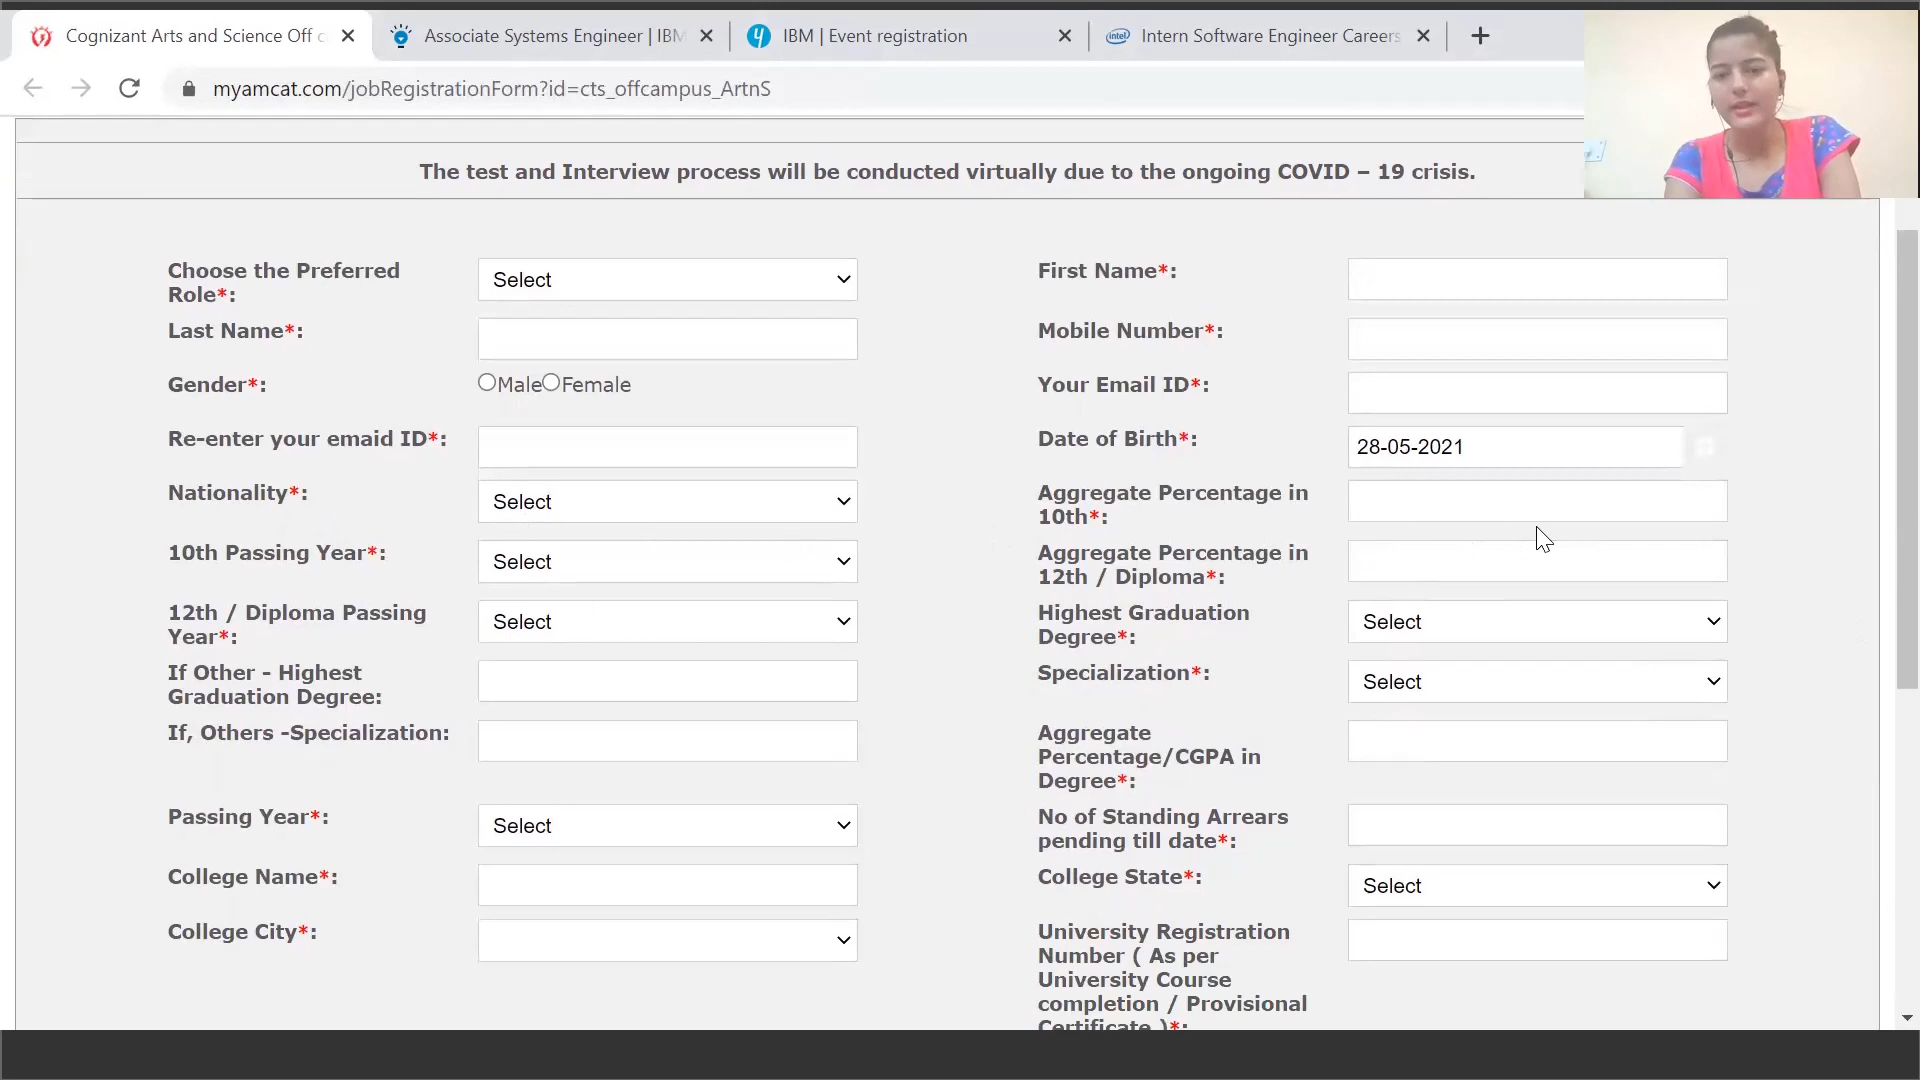 Cognizant Arts and Science Off c
Associate Systems Engineer | IBM
IBM | Event registration
Intern Software Engineer Careers
myamcat.com/jobRegistrationForm?id=cts_offcampus_ArtnS
The test and Interview process will be conducted virtually due to the ongoing COVID – 19 crisis.
Choose the Preferred
Role*:
Select
First Name*:
Last Name*:
Mobile Number*:
Gender*:
Male Female
Your Email ID*:
Re-enter your emaid ID*:
Date of Birth*:
28-05-2021
Nationality*:
Select
Aggregate Percentage in
10th*:
10th Passing Year*:
Select
Aggregate Percentage in
12th / Diploma*:
12th / Diploma Passing
Year*:
Select
Highest Graduation
Degree*:
Select
If Other - Highest
Graduation Degree:
Specialization*:
Select
If, Others -Specialization:
Aggregate
Percentage/CGPA in
Degree*:
Passing Year*:
Select
No of Standing Arrears
pending till date*:
College Name*:
College State*:
Select
College City*:
University Registration
Number ( As per
University Course
completion / Provisional
Certificate )*:
intel